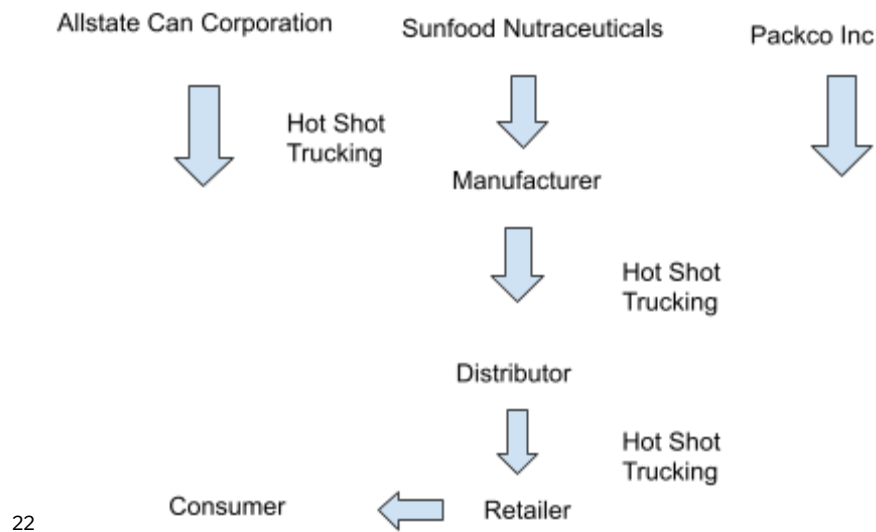 Allstate Can Corporation
Sunfood Nutraceuticals
Packco Inc
Hot Shot
Trucking
Manufacturer
Hot Shot
Trucking
Distributor
Hot Shot
Trucking
Consumer
Retailer
22